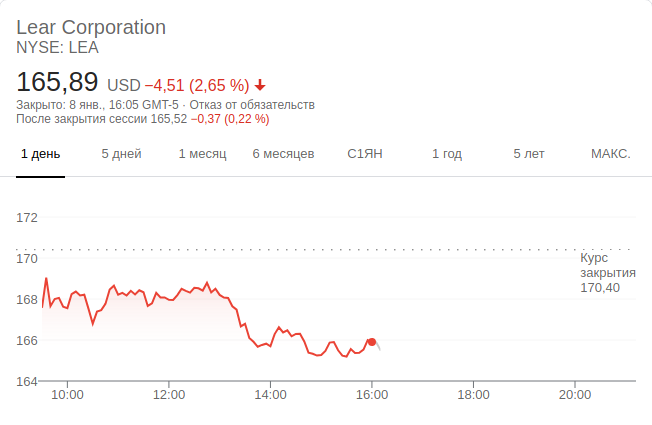 Lear Corporation
NYSE: LEA
165,89 USD −4,51 (2,65 %)
Закрыто: 8 янв., 16:05 GMT-5 · Отказ от обязательств
После закрытия сессии 165,52 −0,37 (0,22 %)
1 день 5 дней 1 месяц 6 месяцев С1ЯН 1 год 5 лет МАКС.
172
170
168
166
164
Курс
закрытия
170,40
10:00 12:00 14:00 16:00 18:00 20:00